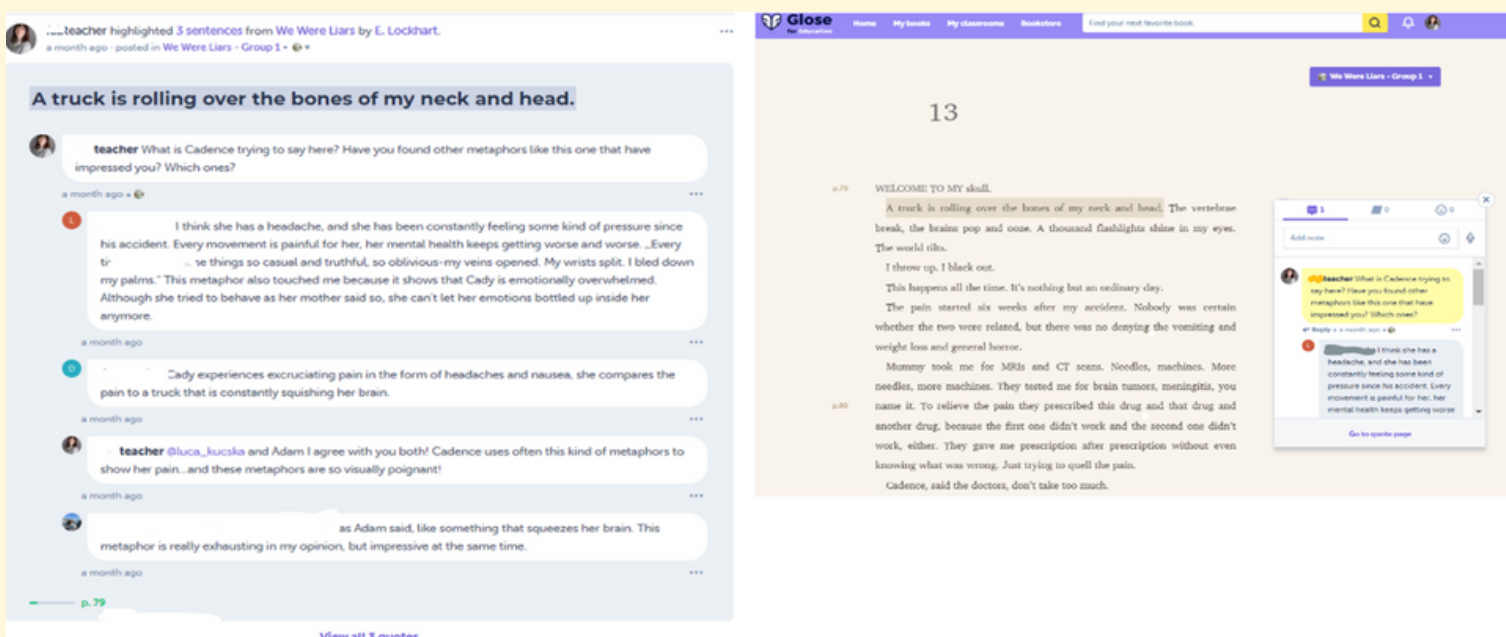 teacher highlighted 3 sentences from We Were Liars by E. Lockhart.
a month ago · posted in We Were Liars - Group 1 •
A truck is rolling over the bones of my neck and head.
teacher What is Cadence trying to say here? Have you found other metaphors like this one that have
impressed you? Which ones?
a month ago •
L
I think she has a headache, and she has been constantly feeling some kind of pressure since
his accident. Every movement is painful for her, her mental health keeps getting worse and worse. „Every
se things so casual and truthful, so oblivious-my veins opened. My wrists split. I bled down
my palms." This metaphor also touched me because it shows that Cady is emotionally overwhelmed.
Although she tried to behave as her mother said so, she can't let her emotions bottled up inside her
anymore.
a month ago
D
Cady experiences excruciating pain in the form of headaches and nausea, she compares the
pain to a truck that is constantly squishing her brain.
a month ago
teacher @luca_kucska and Adam I agree with you both! Cadence uses often this kind of metaphors to
show her pain...and these metaphors are so visually poignant!
a month ago
as Adam said, like something that squeezes her brain. This
metaphor is really exhausting in my opinion, but impressive at the same time.
a month ago
p. 79
View all 3 quotes
Glose
For Education
Home My books My classrooms Bookstore Find your next favorite book
We Were Liars - Group 1
13
p.79 WELCOME TO MY skull.
A truck is rolling over the bones of my neck and head. The vertebrae
break, the brains pop and ooze. A thousand flashlights shine in my eyes.
The world tilts.
I throw up. I black out.
This happens all the time. It's nothing but an ordinary day.
The pain started six weeks after my accident. Nobody was certain
whether the two were related, but there was no denying the vomiting and
weight loss and general horror.
Mummy took me for MRIs and CT scans. Needles, machines. More
needles, more machines. They tested me for brain tumors, meningitis, you
p.80 name it. To relieve the pain they prescribed this drug and that drug and
another drug, because the first one didn't work and the second one didn't
work, either. They gave me prescription after prescription without even
knowing what was wrong. Just trying to quell the pain.
Cadence, said the doctors, don't take too much.
1 0 0
Add note...
teacher What is Cadence trying to
say here? Have you found other
metaphors like this one that have
impressed you? Which ones?
Reply • a month ago •
L
I think she has a
headache, and she has been
constantly feeling some kind of
pressure since his accident. Every
movement is painful for her, her
mental health keeps getting worse
Go to quote page